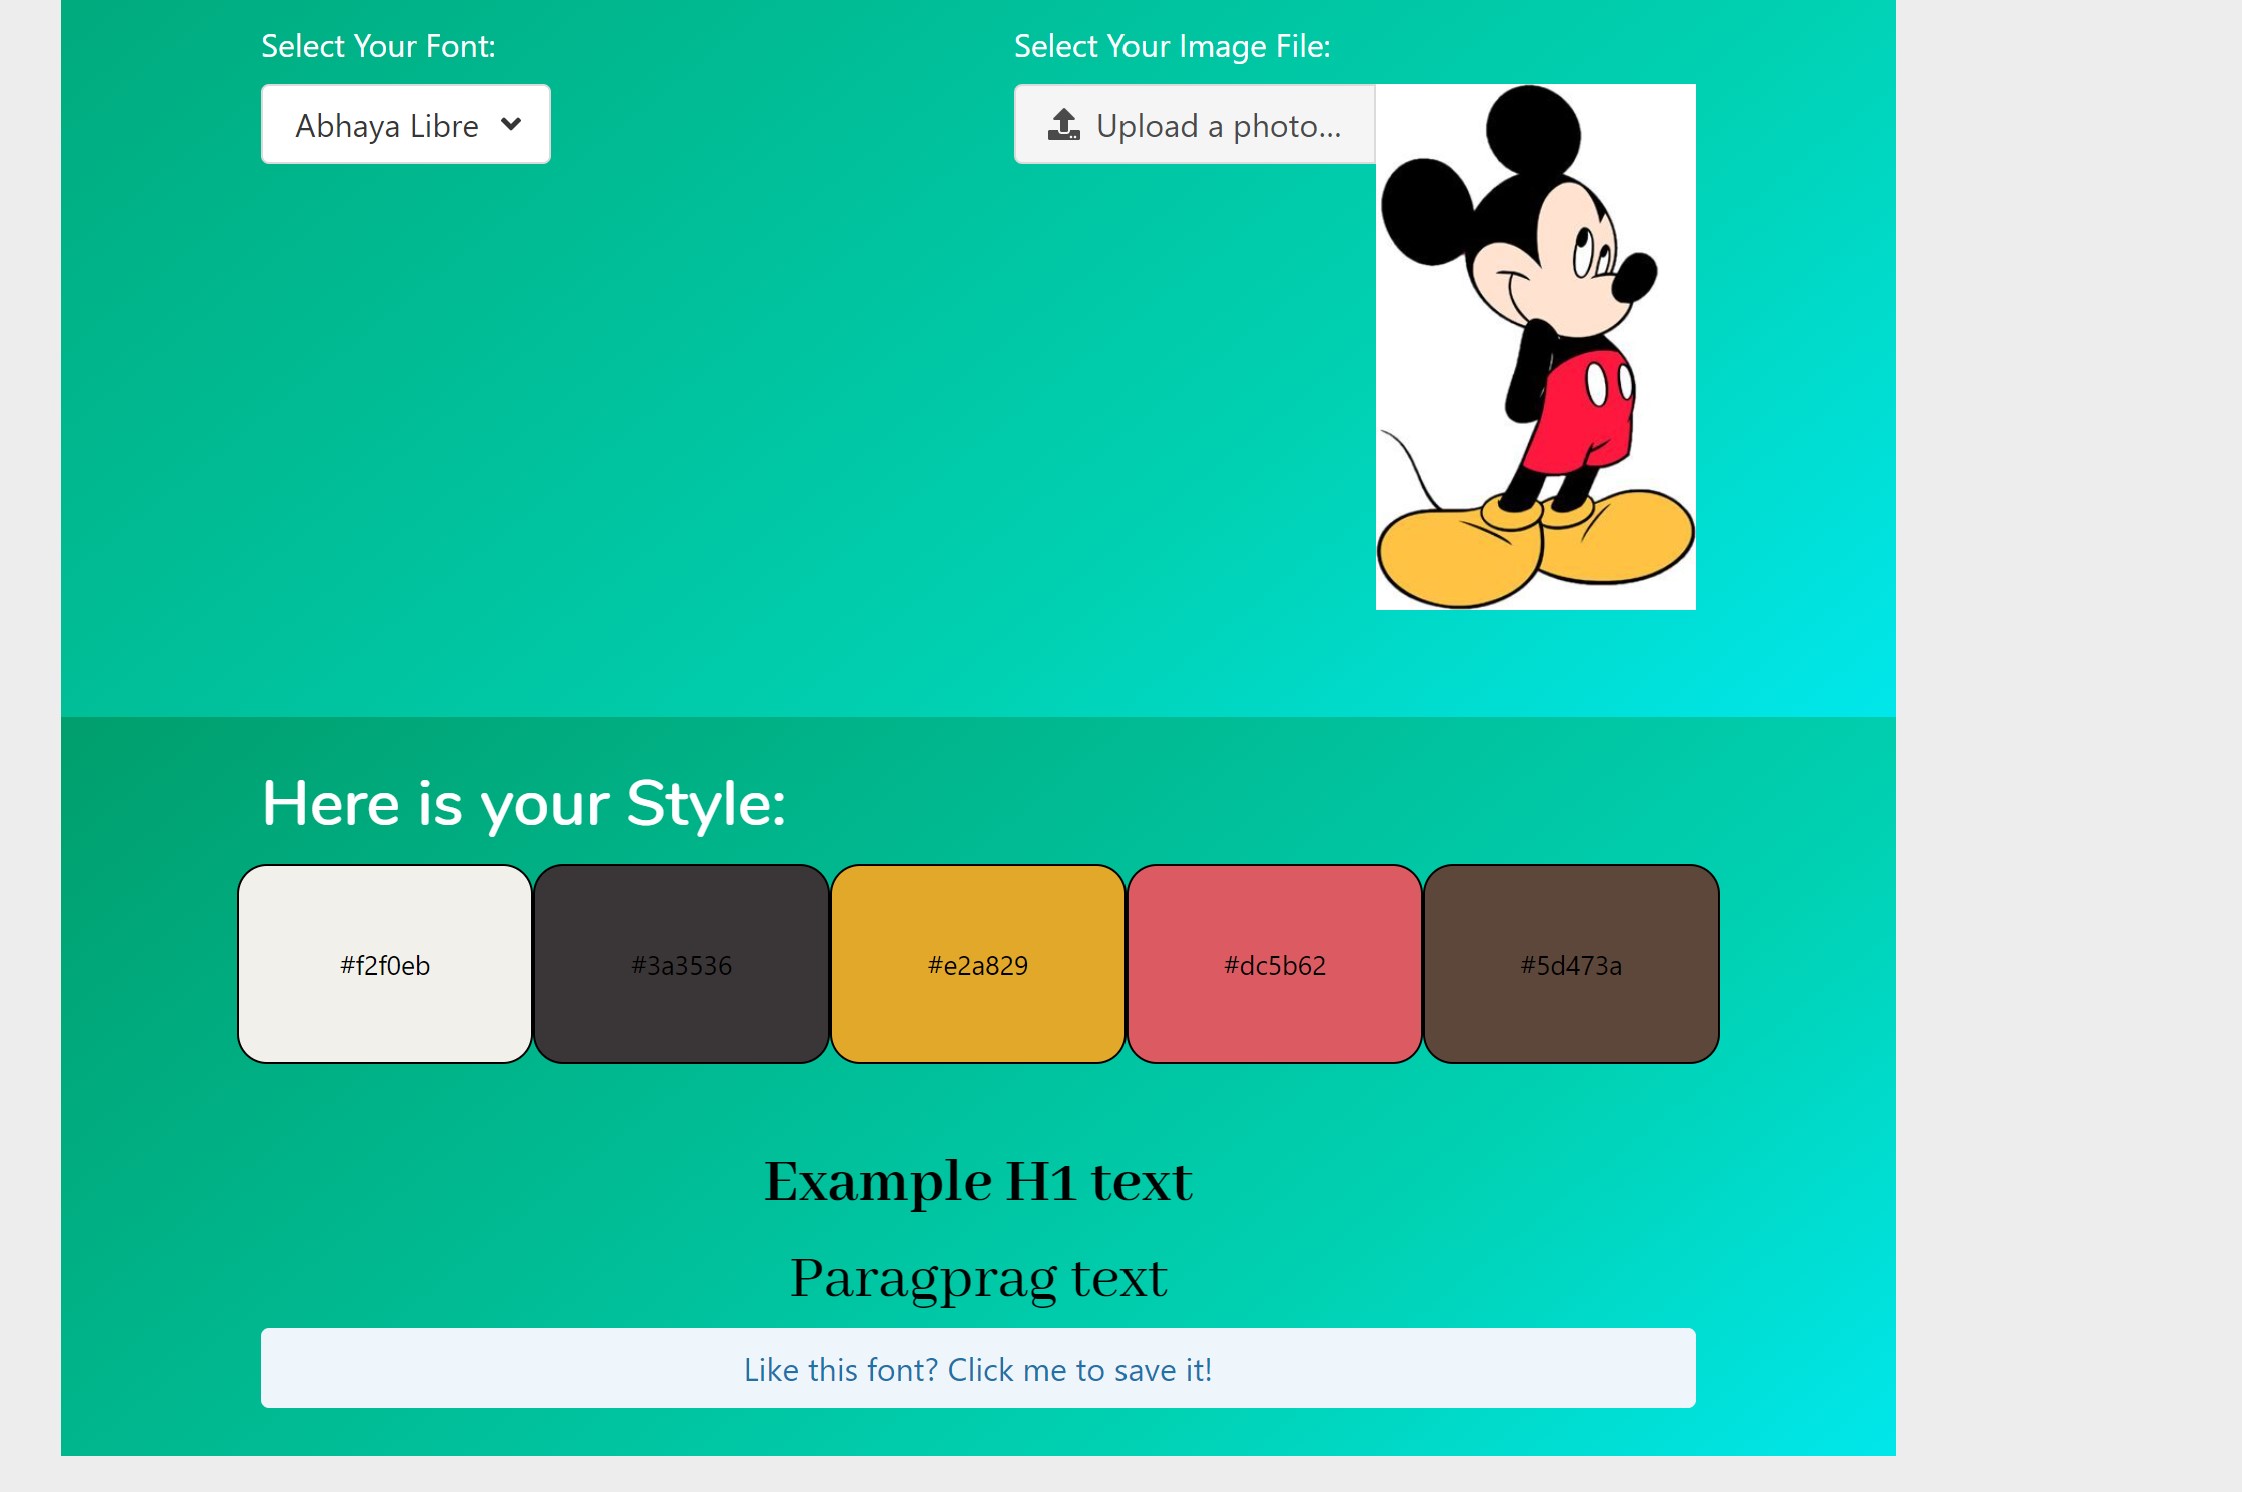 Select Your Font:
Select Your Image File:
Abhaya Libre
Upload a photo...
Here is your Style:
#f2f0eb
#3a3536
#e2a829
#dc5b62
#5d473a
Example H1 text
Paragprag text
Like this font? Click me to save it!